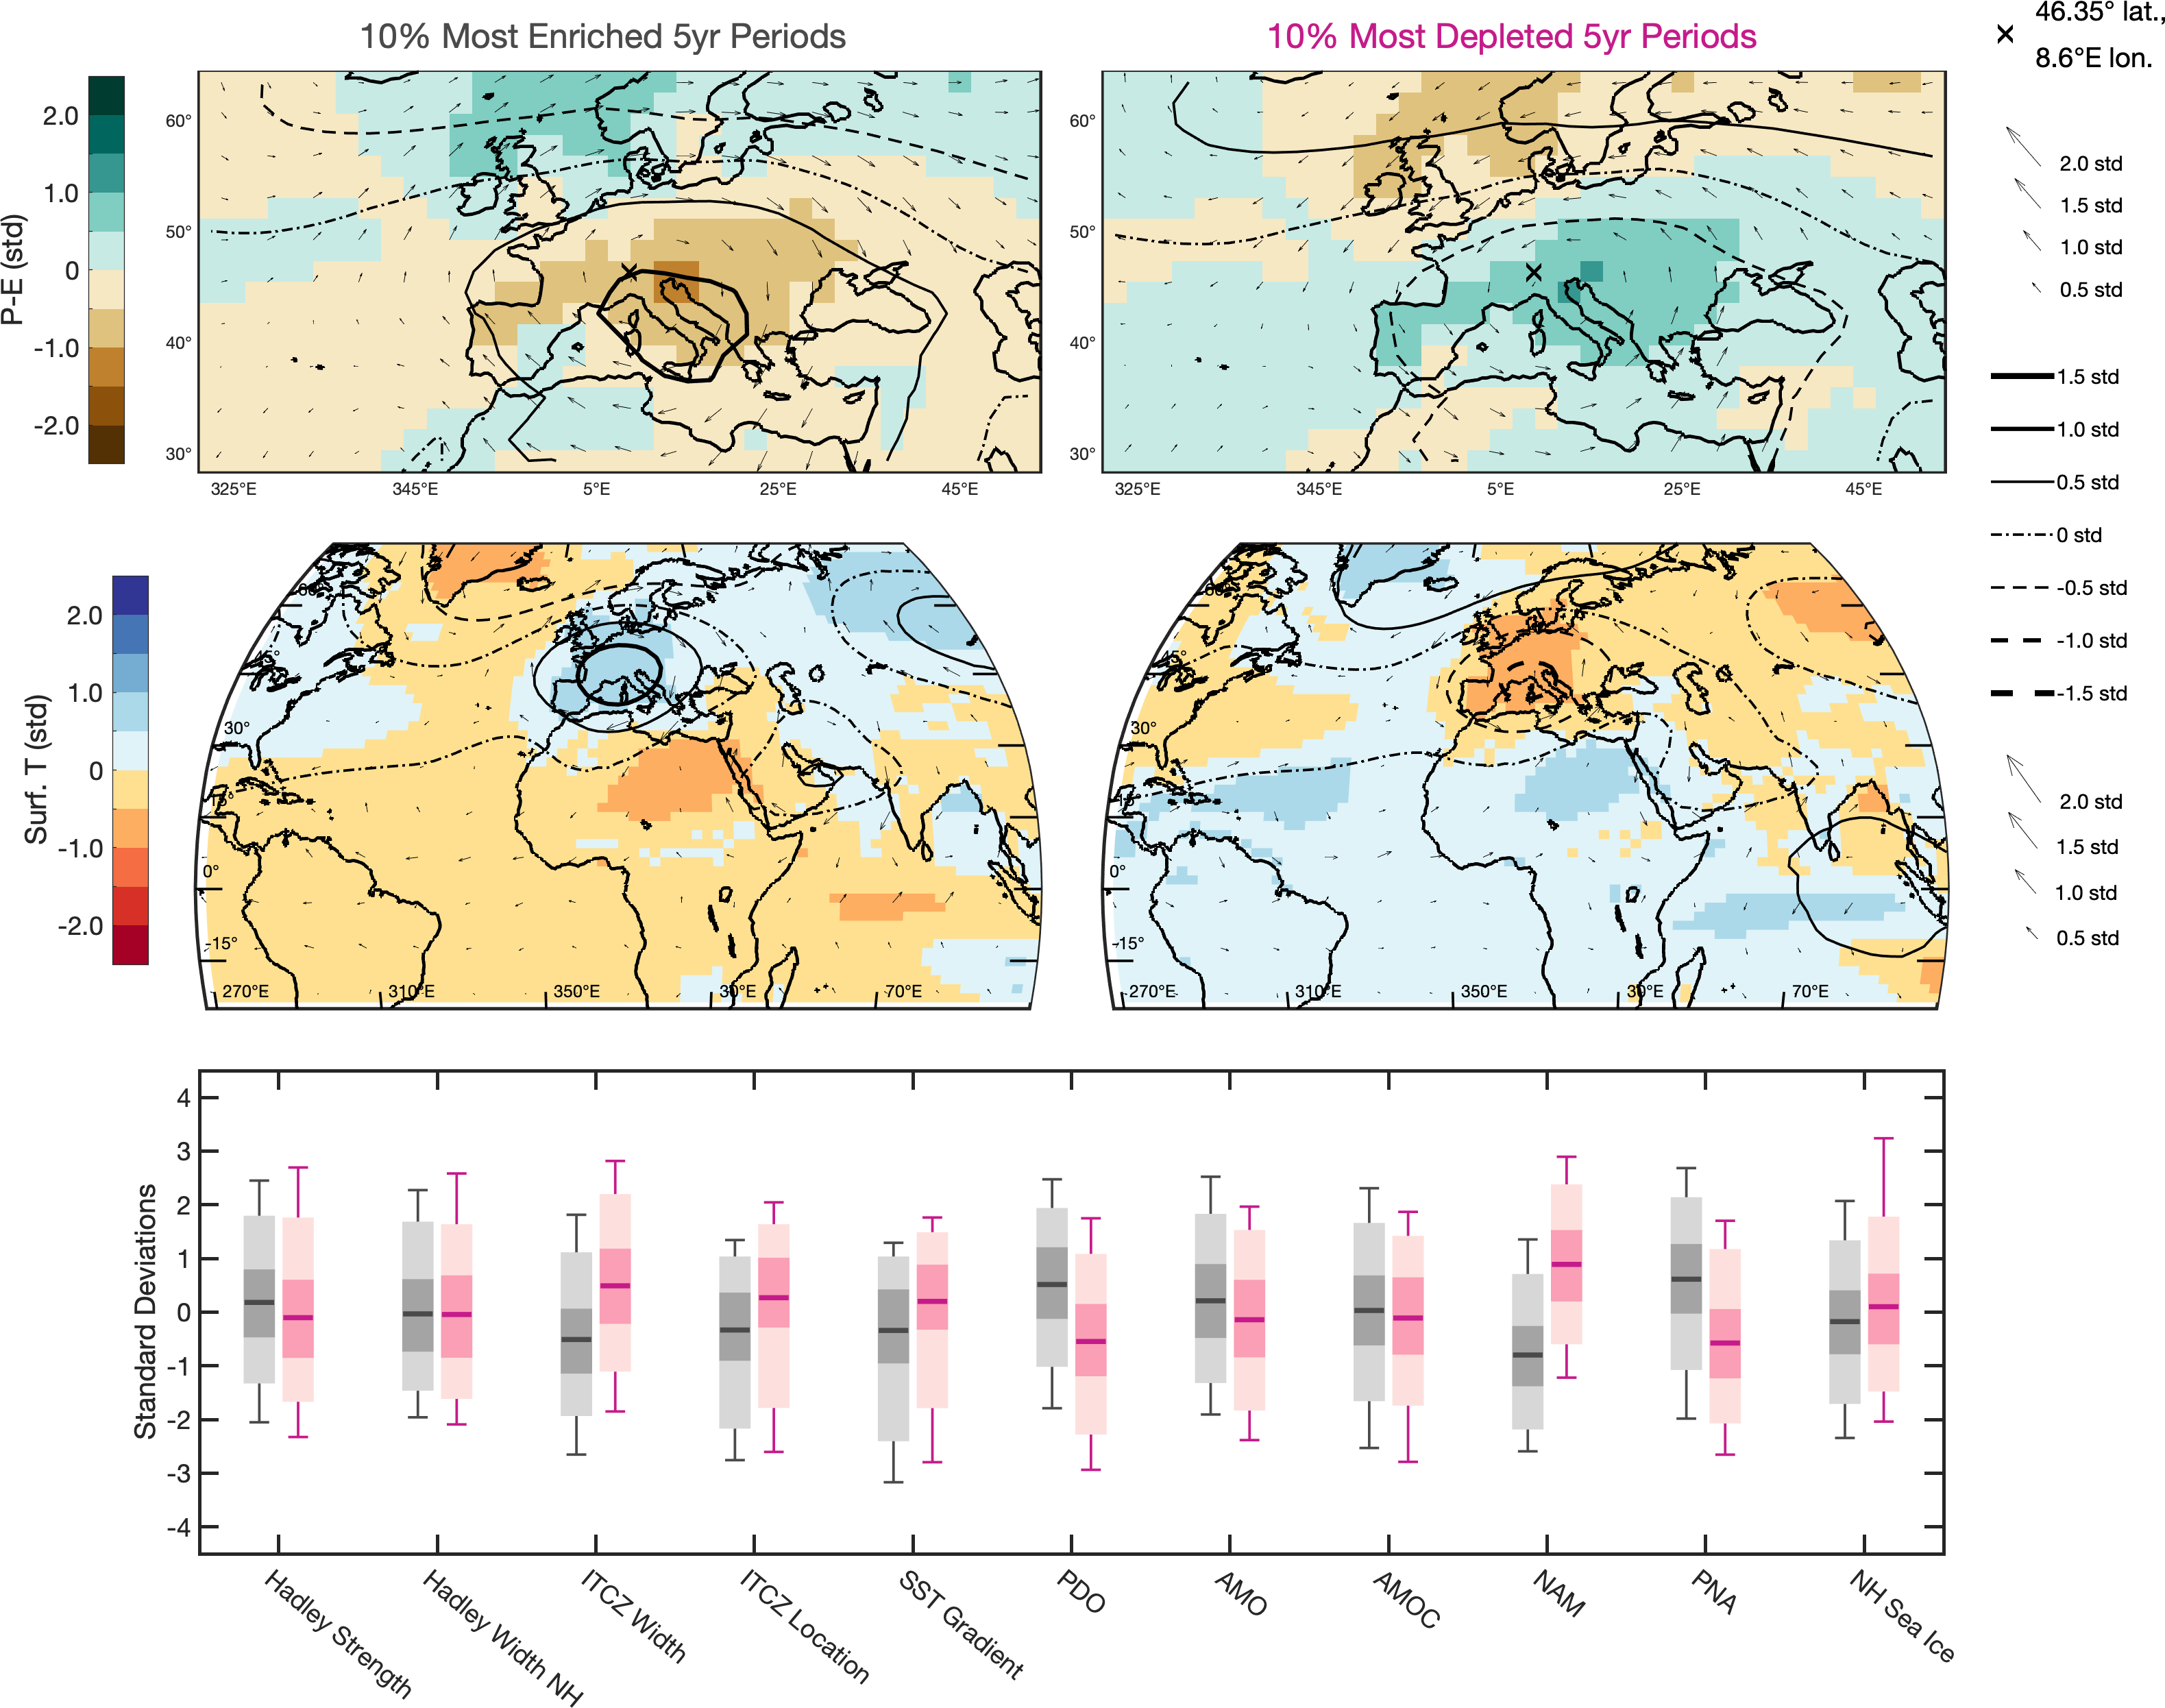 10% Most Enriched 5yr Periods
10% Most Depleted 5yr Periods
46.35° lat.,
8.6°E lon.
P-E (std)
2.0
1.0
0
-1.0
-2.0
60°
50°
40°
30°
325°E 345°E 5°E 25°E 45°E
60°
50°
40°
30°
325°E 345°E 5°E 25°E 45°E
2.0 std
1.5 std
1.0 std
0.5 std
1.5 std
1.0 std
0.5 std
0 std
-0.5 std
-1.0 std
-1.5 std
Surf. T (std)
2.0
1.0
0
-1.0
-2.0
60°
45°
30°
15°
0°
-15°
270°E 310°E 350°E 30°E 70°E
60°
45°
30°
15°
0°
-15°
270°E 310°E 350°E 30°E 70°E
2.0 std
1.5 std
1.0 std
0.5 std
Standard Deviations
4
3
2
1
0
-1
-2
-3
-4
Hadley Strength
Hadley Width NH
ITCZ Width
ITCZ Location
SST Gradient
PDO
AMO
AMOC
NAM
PNA
NH Sea Ice